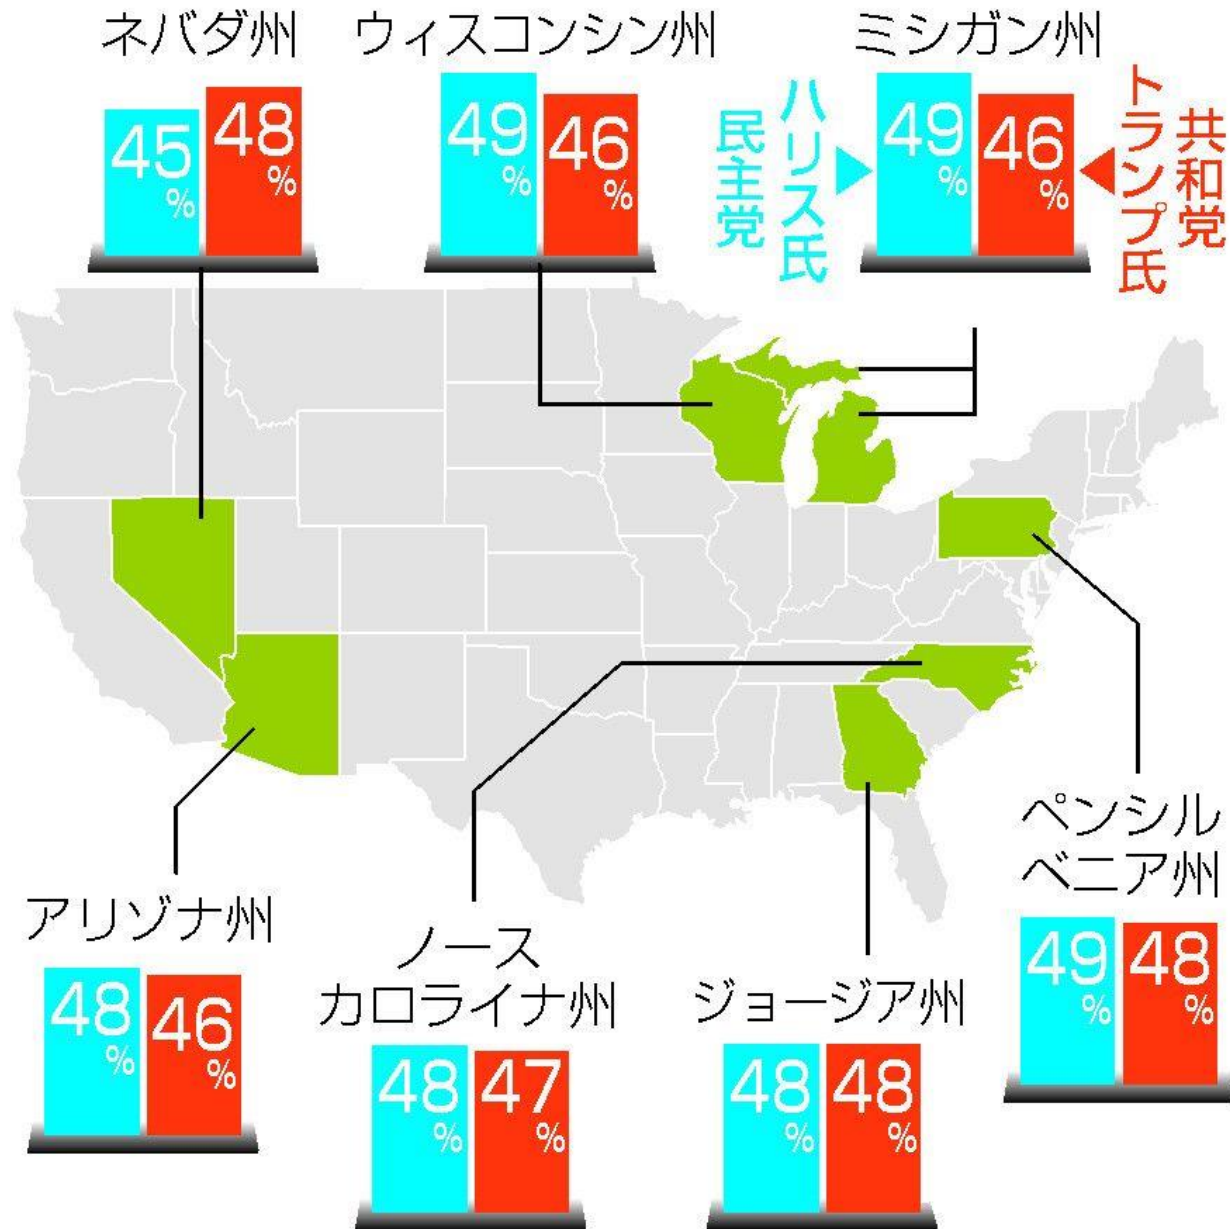 ネバダ州
45%
48%
ウィスコンシン州
49%
46%
ミシガン州
民主党
ハリス氏
49%
46%
共和党
トランプ氏
アリゾナ州
48%
46%
ノース
カロライナ州
48%
47%
ジョージア州
48%
48%
ペンシル
ベニア州
49%
48%